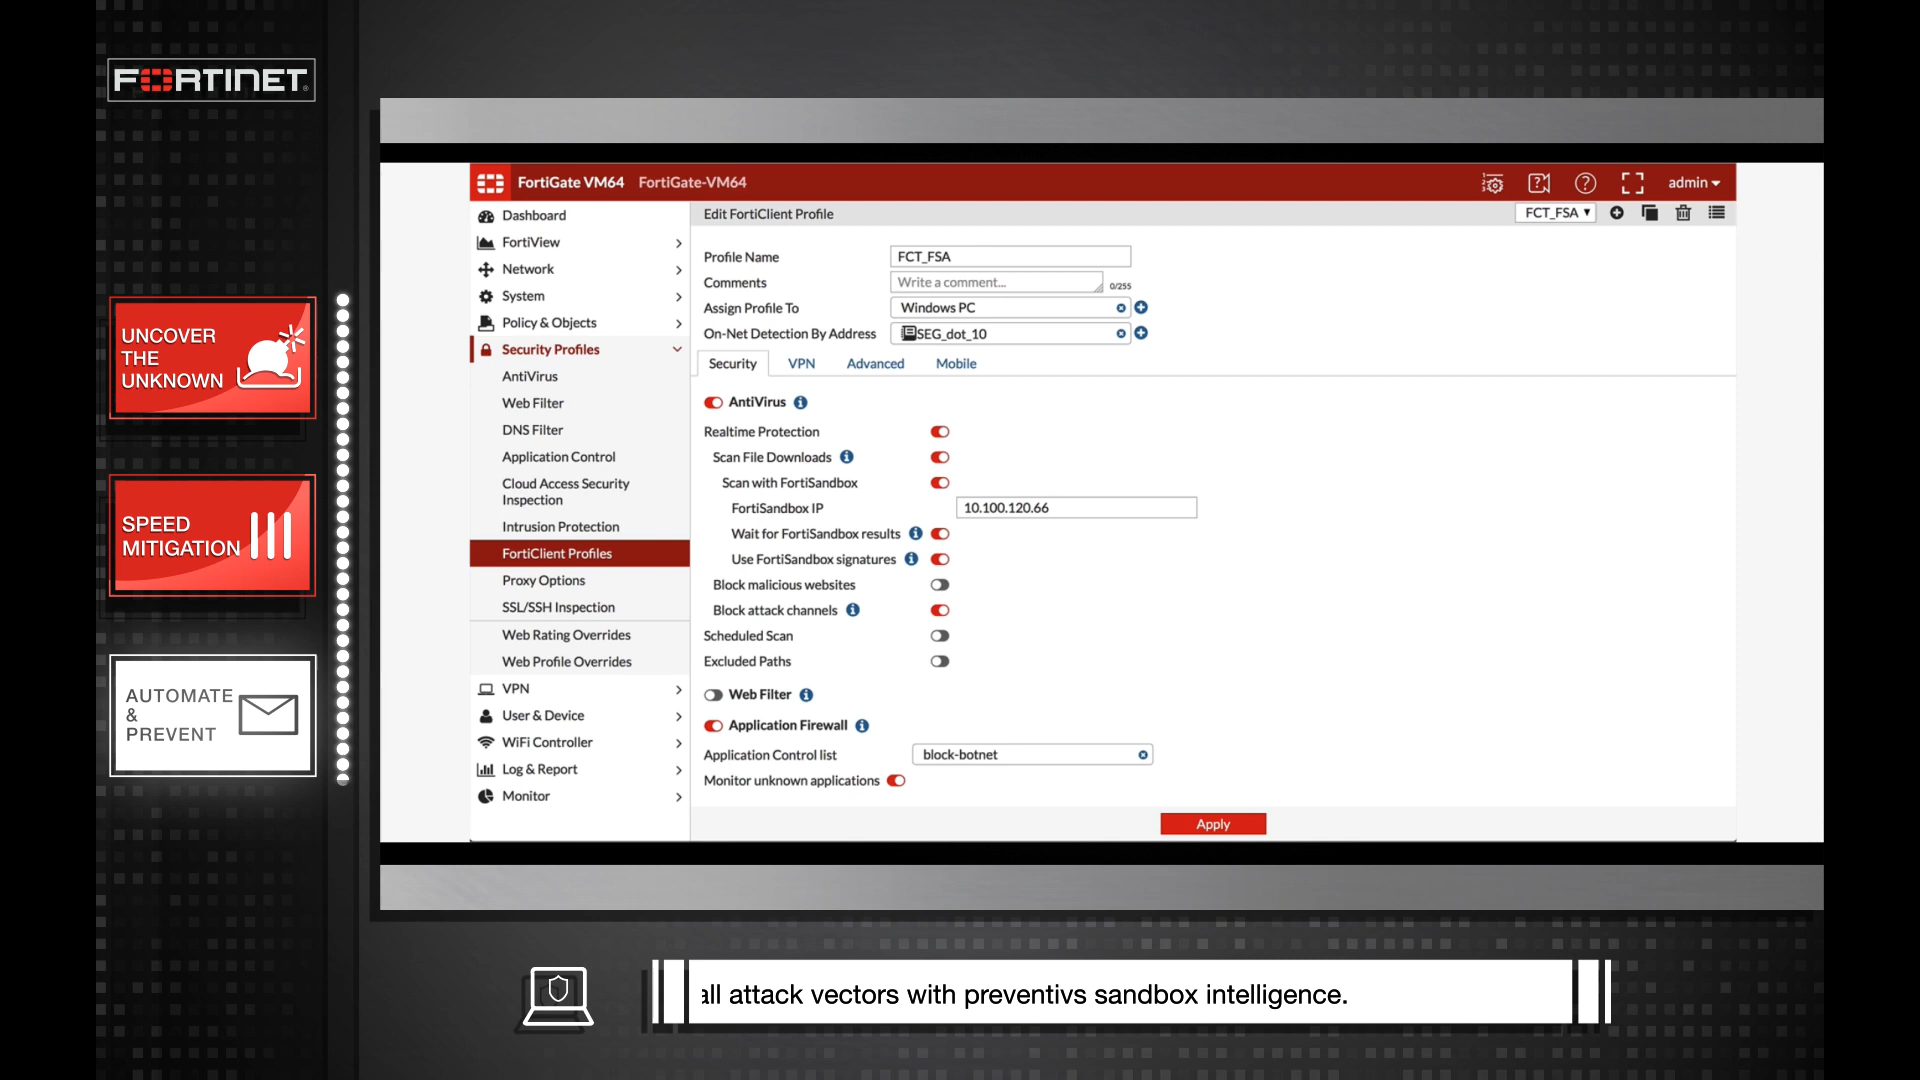 FORTINET
UNCOVER
THE
UNKNOWN
SPEED
MITIGATION
AUTOMATE
&
PREVENT
FortiGate VM64 FortiGate-VM64
admin
Dashboard
FortiView
Network
System
Policy & Objects
Security Profiles
AntiVirus
Web Filter
DNS Filter
Application Control
Cloud Access Security
Inspection
Intrusion Protection
FortiClient Profiles
Proxy Options
SSL/SSH Inspection
Web Rating Overrides
Web Profile Overrides
VPN
User & Device
WiFi Controller
Log & Report
Monitor
Edit FortiClient Profile
FCT_FSA
Profile Name FCT_FSA
Comments Write a comment... 0/255
Assign Profile To Windows PC
On-Net Detection By Address SEG_dot_10
Security VPN Advanced Mobile
AntiVirus
Realtime Protection
Scan File Downloads
Scan with FortiSandbox
FortiSandbox IP 10.100.120.66
Wait for FortiSandbox results
Use FortiSandbox signatures
Block malicious websites
Block attack channels
Scheduled Scan
Excluded Paths
Web Filter
Application Firewall
Application Control list block-botnet
Monitor unknown applications
Apply
all attack vectors with preventivs sandbox intelligence.